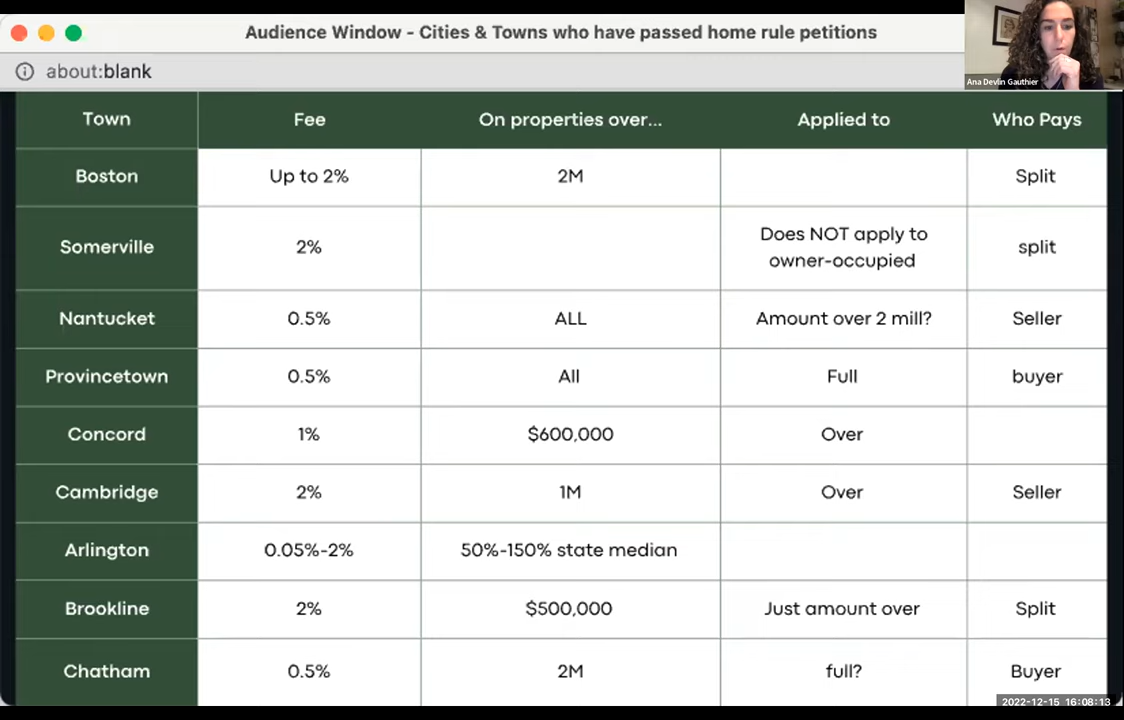 Audience Window - Cities & Towns who have passed home rule petitions
about:blank
Ana Devlin Gauthier
Town Fee On properties over... Applied to Who Pays
Boston Up to 2% 2M Split
Somerville 2% Does NOT apply to owner-occupied split
Nantucket 0.5% ALL Amount over 2 mill? Seller
Provincetown 0.5% All Full buyer
Concord 1% $600,000 Over
Cambridge 2% 1M Over Seller
Arlington 0.05%-2% 50%-150% state median
Brookline 2% $500,000 Just amount over Split
Chatham 0.5% 2M full? Buyer
2022-12-15 16:08:13